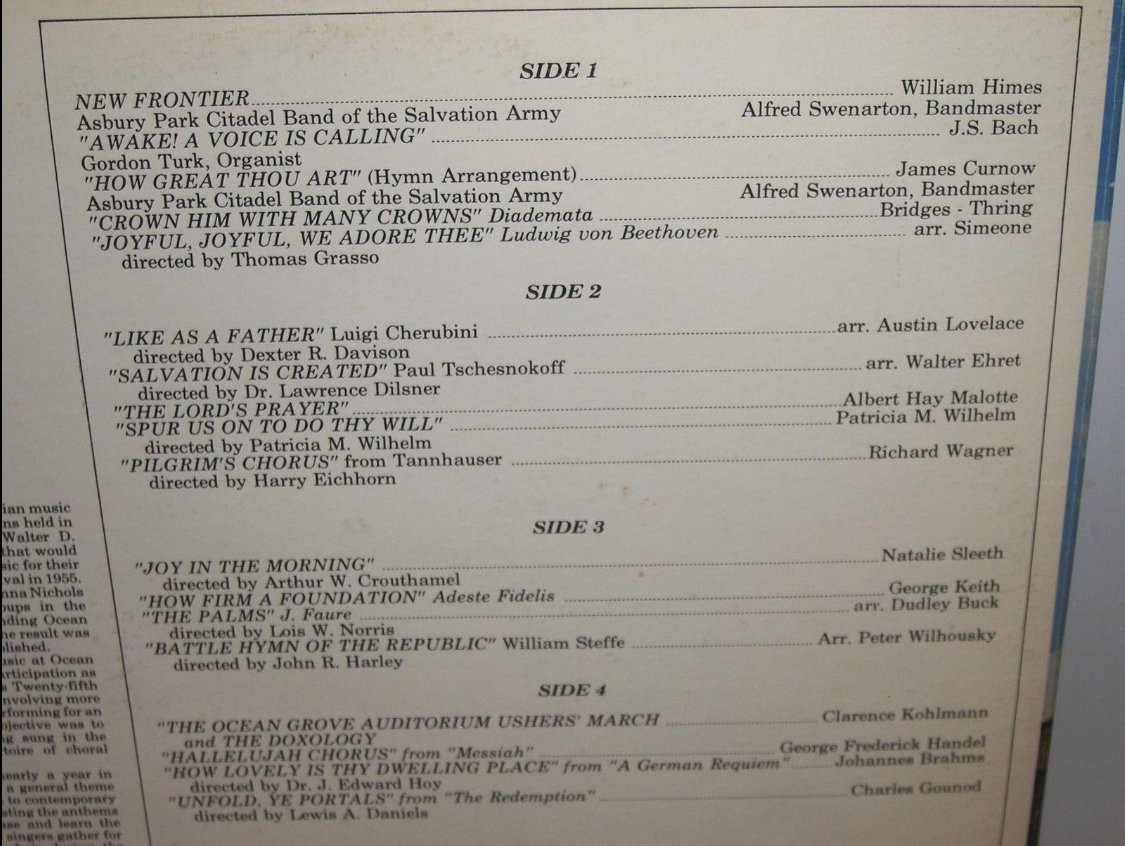 SIDE 1
NEW FRONTIER William Himes
Asbury Park Citadel Band of the Salvation Army Alfred Swenarton, Bandmaster
"AWAKE! A VOICE IS CALLING" J.S. Bach
Gordon Turk, Organist
"HOW GREAT THOU ART" (Hymn Arrangement) James Curnow
Asbury Park Citadel Band of the Salvation Army Alfred Swenarton, Bandmaster
"CROWN HIM WITH MANY CROWNS" Diademata Bridges - Thring
"JOYFUL, JOYFUL, WE ADORE THEE" Ludwig von Beethoven arr. Simeone
directed by Thomas Grasso
SIDE 2
"LIKE AS A FATHER" Luigi Cherubini arr. Austin Lovelace
directed by Dexter R. Davison
"SALVATION IS CREATED" Paul Tschesnokoff arr. Walter Ehret
directed by Dr. Lawrence Dilsner
"THE LORD'S PRAYER" Albert Hay Malotte
"SPUR US ON TO DO THY WILL" Patricia M. Wilhelm
directed by Patricia M. Wilhelm
"PILGRIM'S CHORUS" from Tannhauser Richard Wagner
directed by Harry Eichhorn
SIDE 3
"JOY IN THE MORNING" Natalie Sleeth
directed by Arthur W. Crouthamel
"HOW FIRM A FOUNDATION" Adeste Fidelis George Keith
"THE PALMS" J. Faure arr. Dudley Buck
directed by Lois W. Norris
"BATTLE HYMN OF THE REPUBLIC" William Steffe Arr. Peter Wilhousky
directed by John R. Harley
SIDE 4
"THE OCEAN GROVE AUDITORIUM USHERS' MARCH Clarence Kohlmann
and THE DOXOLOGY
"HALLELUJAH CHORUS" from "Messiah" George Frederick Handel
"HOW LOVELY IS THY DWELLING PLACE" from "A German Requiem" Johannes Brahms
directed by Dr. J. Edward Hoy
"UNFOLD, YE PORTALS" from "The Redemption" Charles Gounod
directed by Lewis A. Daniels
music
held in
Walter D.
that would
for their
in 1955.
Nichols
in the
Ocean
result was
at Ocean
as
Twenty-fifth
more
for an
was to
sung in the
of choral
a year in
a general theme
to contemporary
the anthems
and learn the
singers gather for